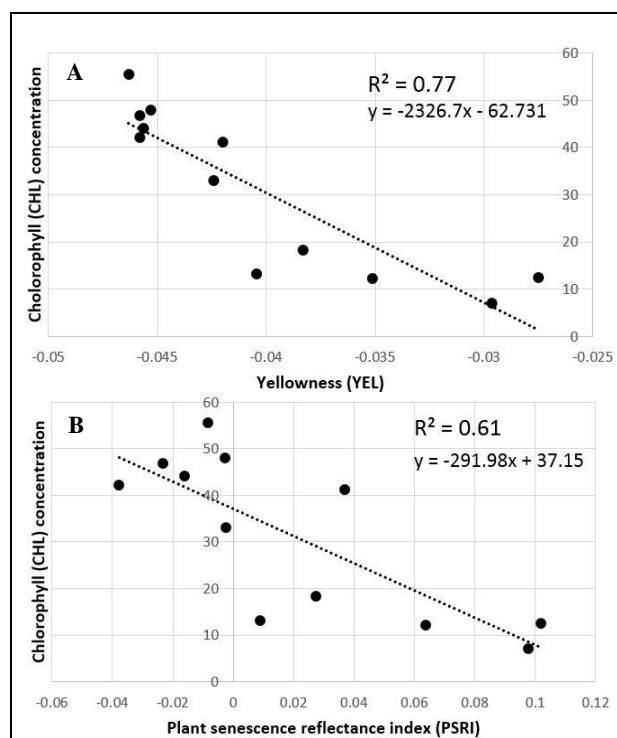 A
R² = 0.77
y = -2326.7x - 62.731
60
50
40
30
20
10
0
-0.05 -0.045 -0.04 -0.035 -0.03 -0.025
Cholorophyll (CHL) concentration
Yellowness (YEL)
B
R² = 0.61
y = -291.98x + 37.15
60
50
40
30
20
10
0
-0.06 -0.04 -0.02 0 0.02 0.04 0.06 0.08 0.1 0.12
Chlorophyll (CHL) concentration
Plant senescence reflectance index (PSRI)